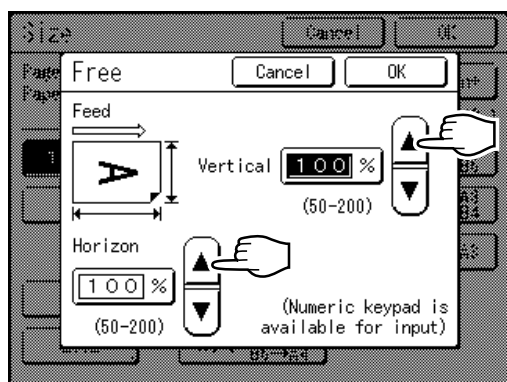 Size
Cancel
OK
Free
Cancel
OK
Feed
A
Vertical
100 %
(50-200)
Horizon
100 %
(50-200)
(Numeric keypad is
available for input)